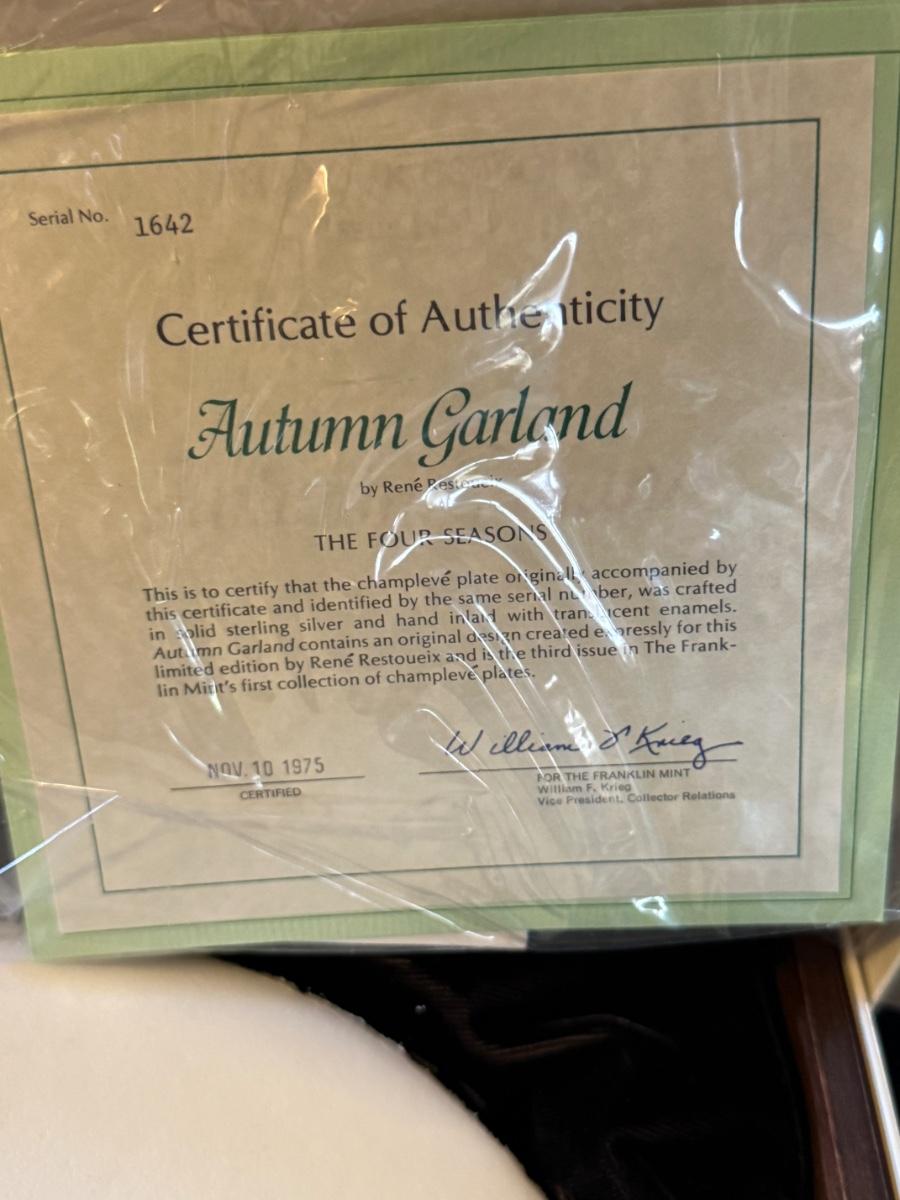 Serial No. 1642
Certificate of Authenticity
Autumn Garland
by René Restoueix
THE FOUR SEASONS
This is to certify that the champlevé plate originally accompanied by
this certificate and identified by the same serial number, was crafted
in solid sterling silver and hand inlaid with translucent enamels.
Autumn Garland contains an original design created expressly for this
limited edition by René Restoueix and is the third issue in The Frank-
lin Mint's first collection of champlevé plates.
William F Krieg
NOV. 10 1975
CERTIFIED
FOR THE FRANKLIN MINT
William F. Krieg
Vice President, Collector Relations